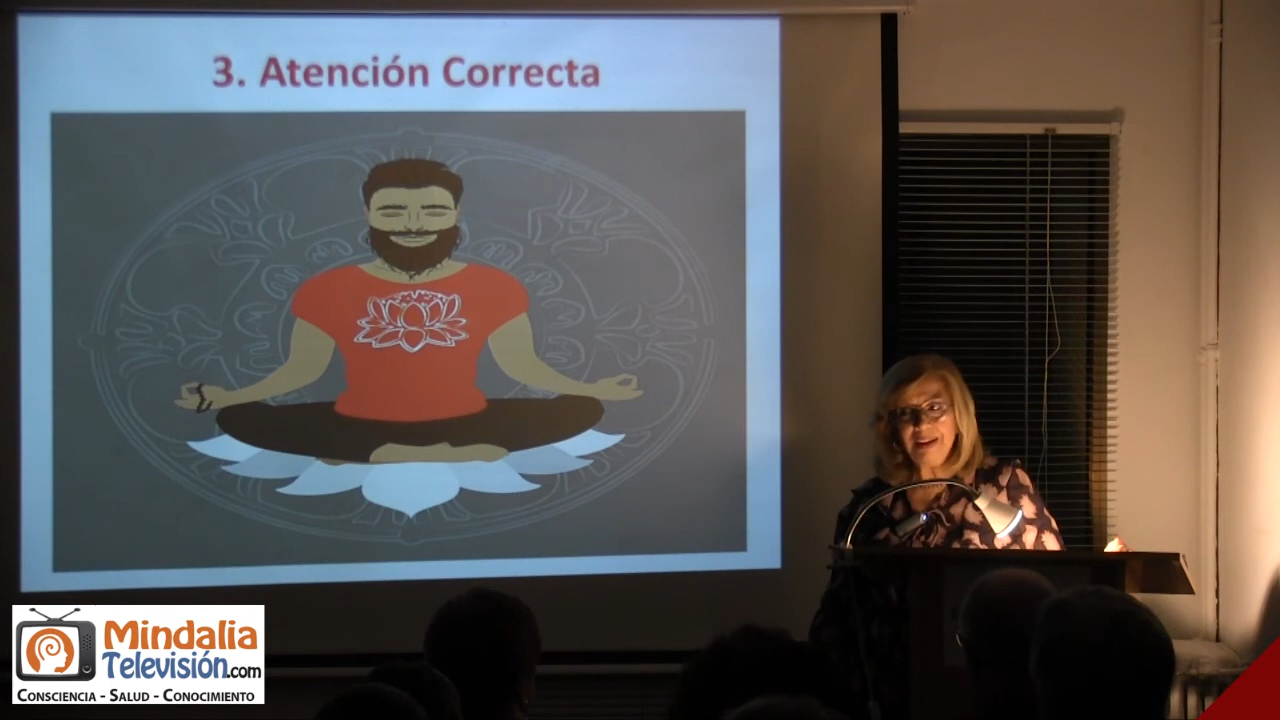 3. Atención Correcta
Mindalia
Televisión.com
Consciencia - Salud - Conocimiento